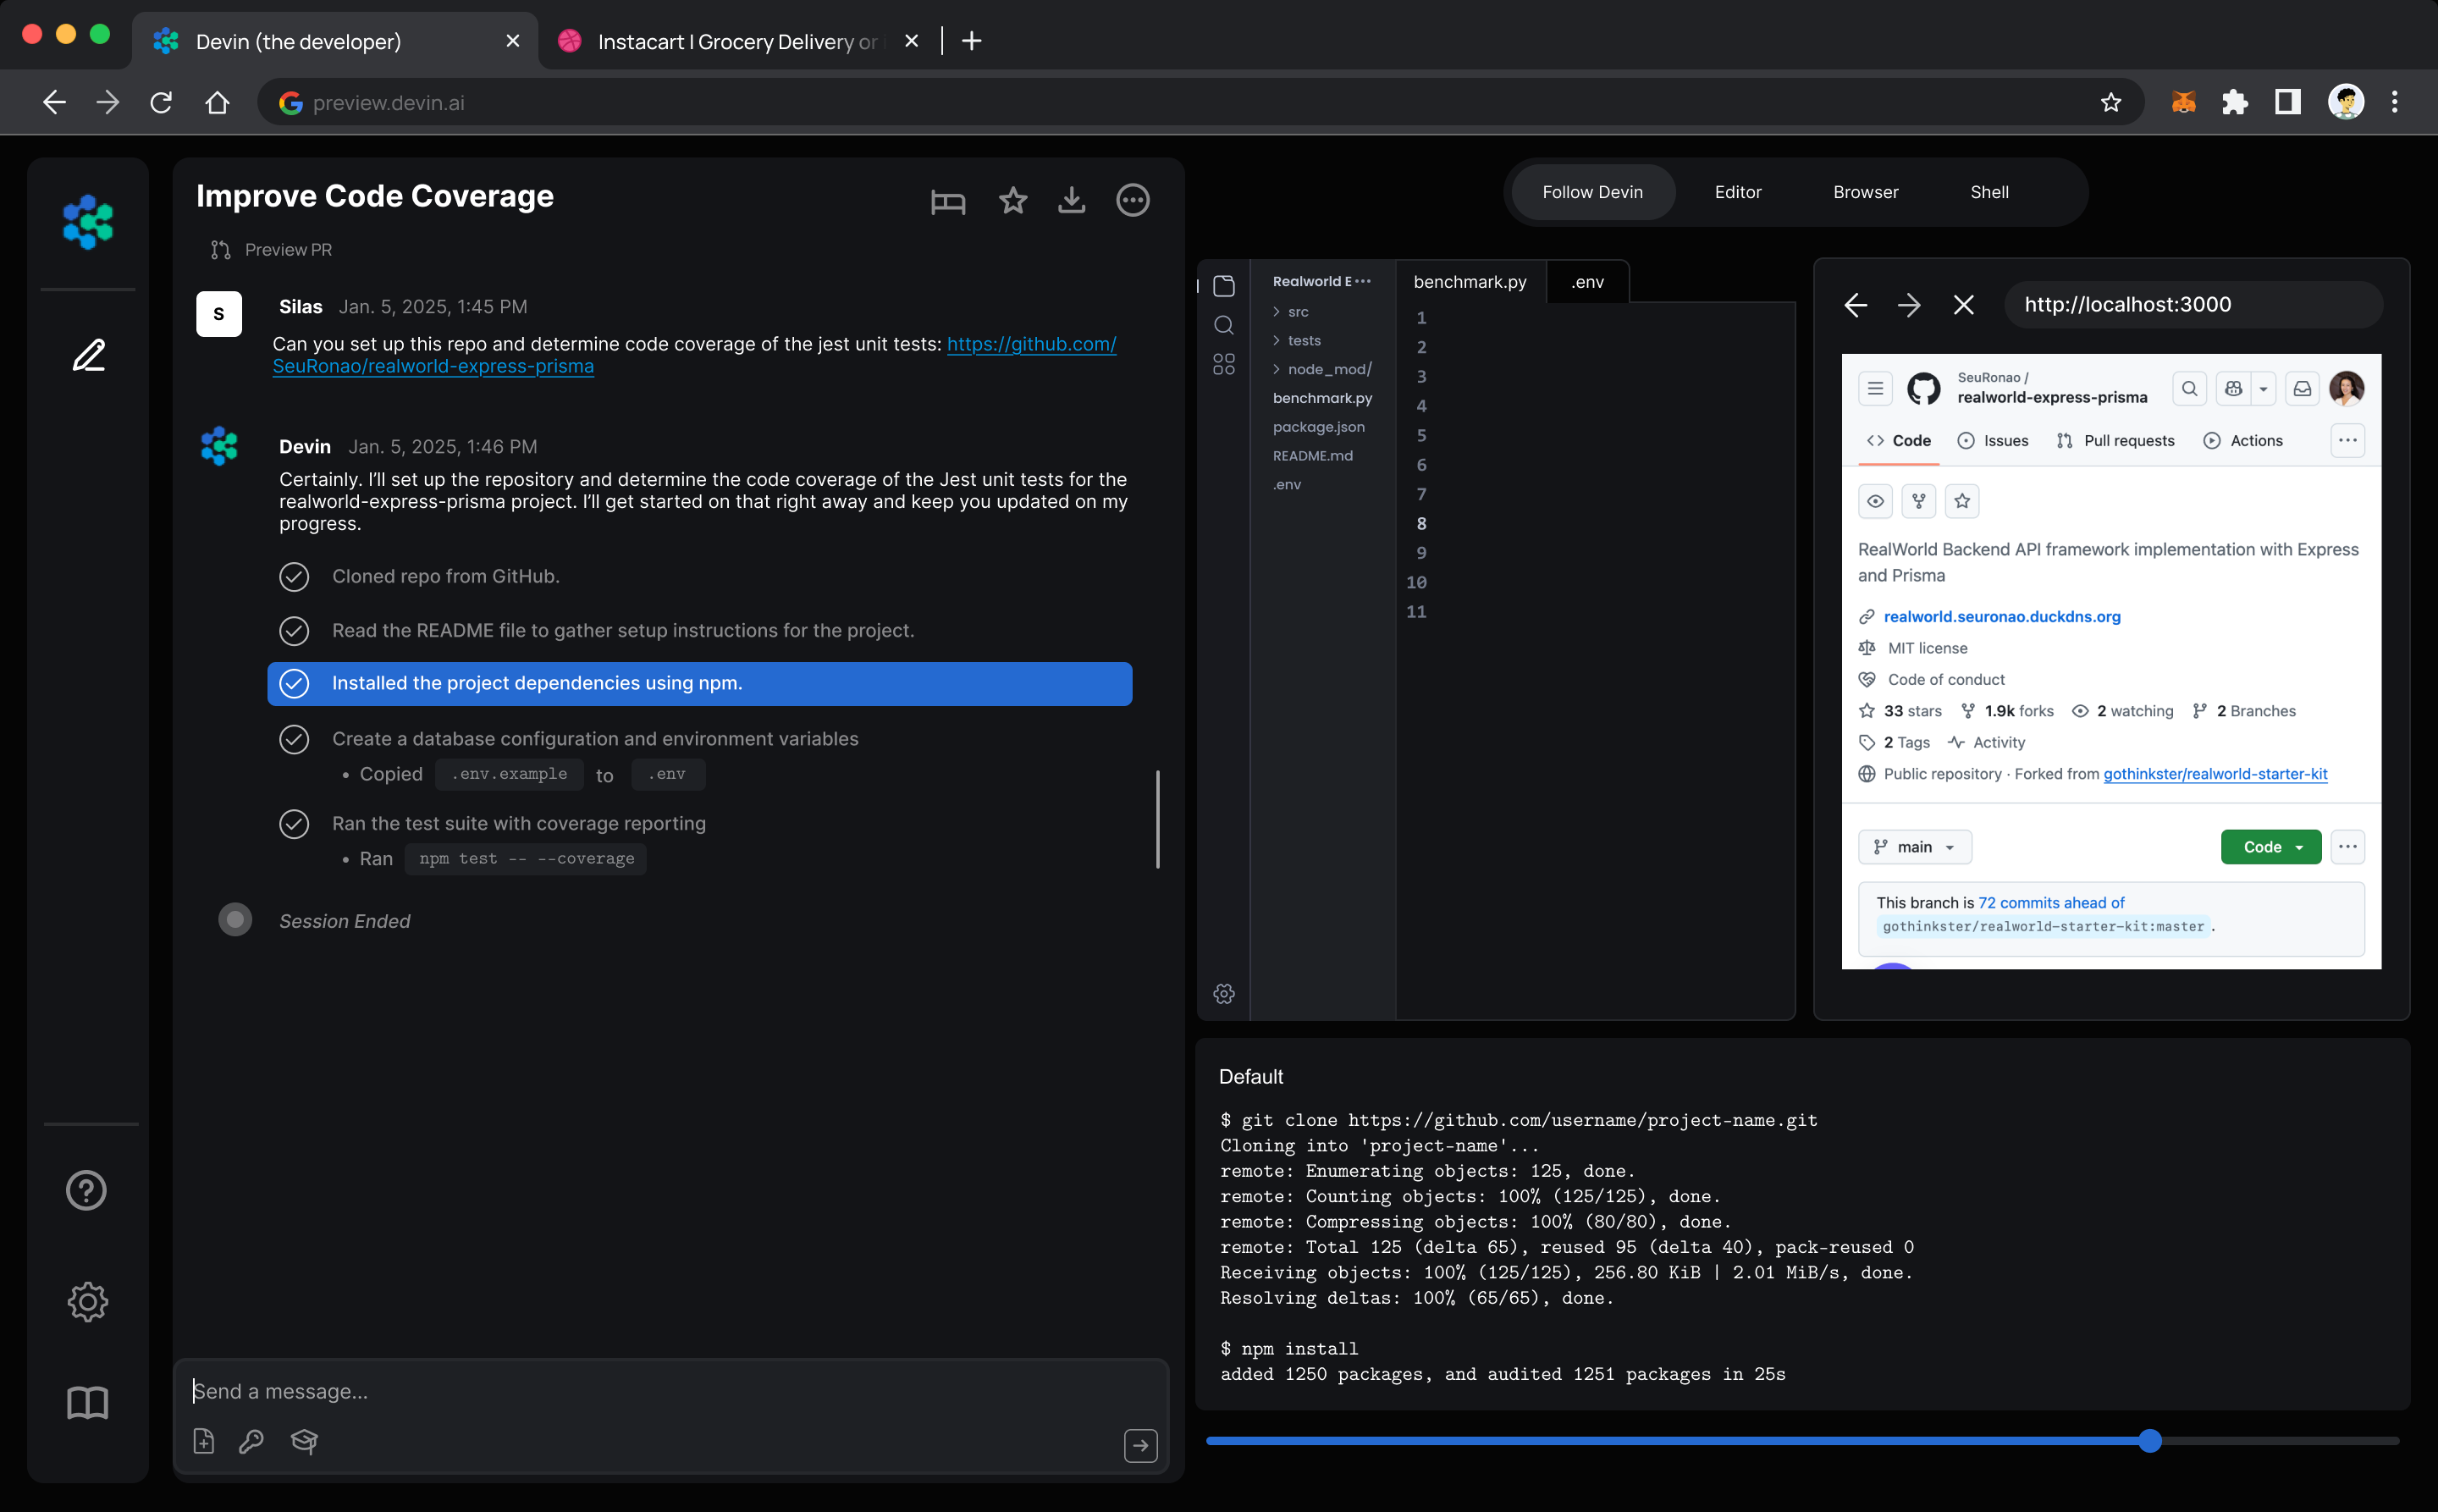 Devin (the developer)
Instacart | Grocery Delivery or
preview.devin.ai
Improve Code Coverage
Preview PR
S
Silas Jan. 5, 2025, 1:45 PM
Can you set up this repo and determine code coverage of the jest unit tests: https://github.com/
SeuRonao/realworld-express-prisma
Devin Jan. 5, 2025, 1:46 PM
Certainly. I’ll set up the repository and determine the code coverage of the Jest unit tests for the
realworld-express-prisma project. I’ll get started on that right away and keep you updated on my
progress.
Cloned repo from GitHub.
Read the README file to gather setup instructions for the project.
Installed the project dependencies using npm.
Create a database configuration and environment variables
• Copied .env.example to .env
Ran the test suite with coverage reporting
• Ran npm test -- --coverage
Session Ended
Send a message...
Follow Devin Editor Browser Shell
Realworld E···
src
tests
node_mod/
benchmark.py
package.json
README.md
.env
benchmark.py .env
1
2
3
4
5
6
7
8
9
10
11
http://localhost:3000
SeuRonao /
realworld-express-prisma
Code Issues Pull requests Actions
RealWorld Backend API framework implementation with Express
and Prisma
realworld.seuronao.duckdns.org
MIT license
Code of conduct
33 stars 1.9k forks 2 watching 2 Branches
2 Tags Activity
Public repository · Forked from gothinkster/realworld-starter-kit
main Code
This branch is 72 commits ahead of
gothinkster/realworld-starter-kit:master .
Default
$ git clone https://github.com/username/project-name.git
Cloning into 'project-name'...
remote: Enumerating objects: 125, done.
remote: Counting objects: 100% (125/125), done.
remote: Compressing objects: 100% (80/80), done.
remote: Total 125 (delta 65), reused 95 (delta 40), pack-reused 0
Receiving objects: 100% (125/125), 256.80 KiB | 2.01 MiB/s, done.
Resolving deltas: 100% (65/65), done.
$ npm install
added 1250 packages, and audited 1251 packages in 25s